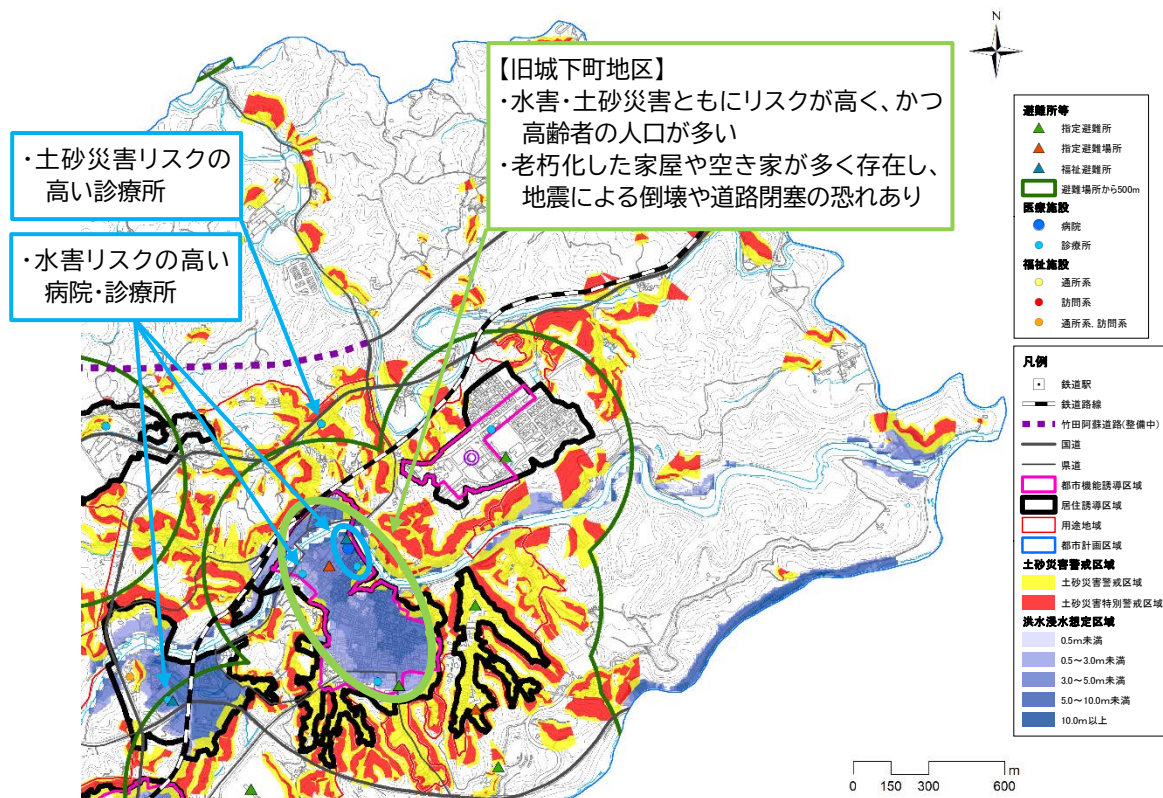 N
【旧城下町地区】
・水害・土砂災害ともにリスクが高く、かつ
高齢者の人口が多い
・老朽化した家屋や空き家が多く存在し、
地震による倒壊や道路閉塞の恐れあり
・土砂災害リスクの
高い診療所
・水害リスクの高い
病院・診療所
避難所等
指定避難所
指定避難場所
福祉避難所
避難場所から500m
医療施設
病院
診療所
福祉施設
通所系
訪問系
通所系, 訪問系
凡例
鉄道駅
鉄道路線
竹田阿蘇道路(整備中)
国道
県道
都市機能誘導区域
居住誘導区域
用途地域
都市計画区域
土砂災害警戒区域
土砂災害警戒区域
土砂災害特別警戒区域
洪水浸水想定区域
0.5m未満
0.5～3.0m未満
3.0～5.0m未満
5.0～10.0m未満
10.0m以上
0 150 300 600 m